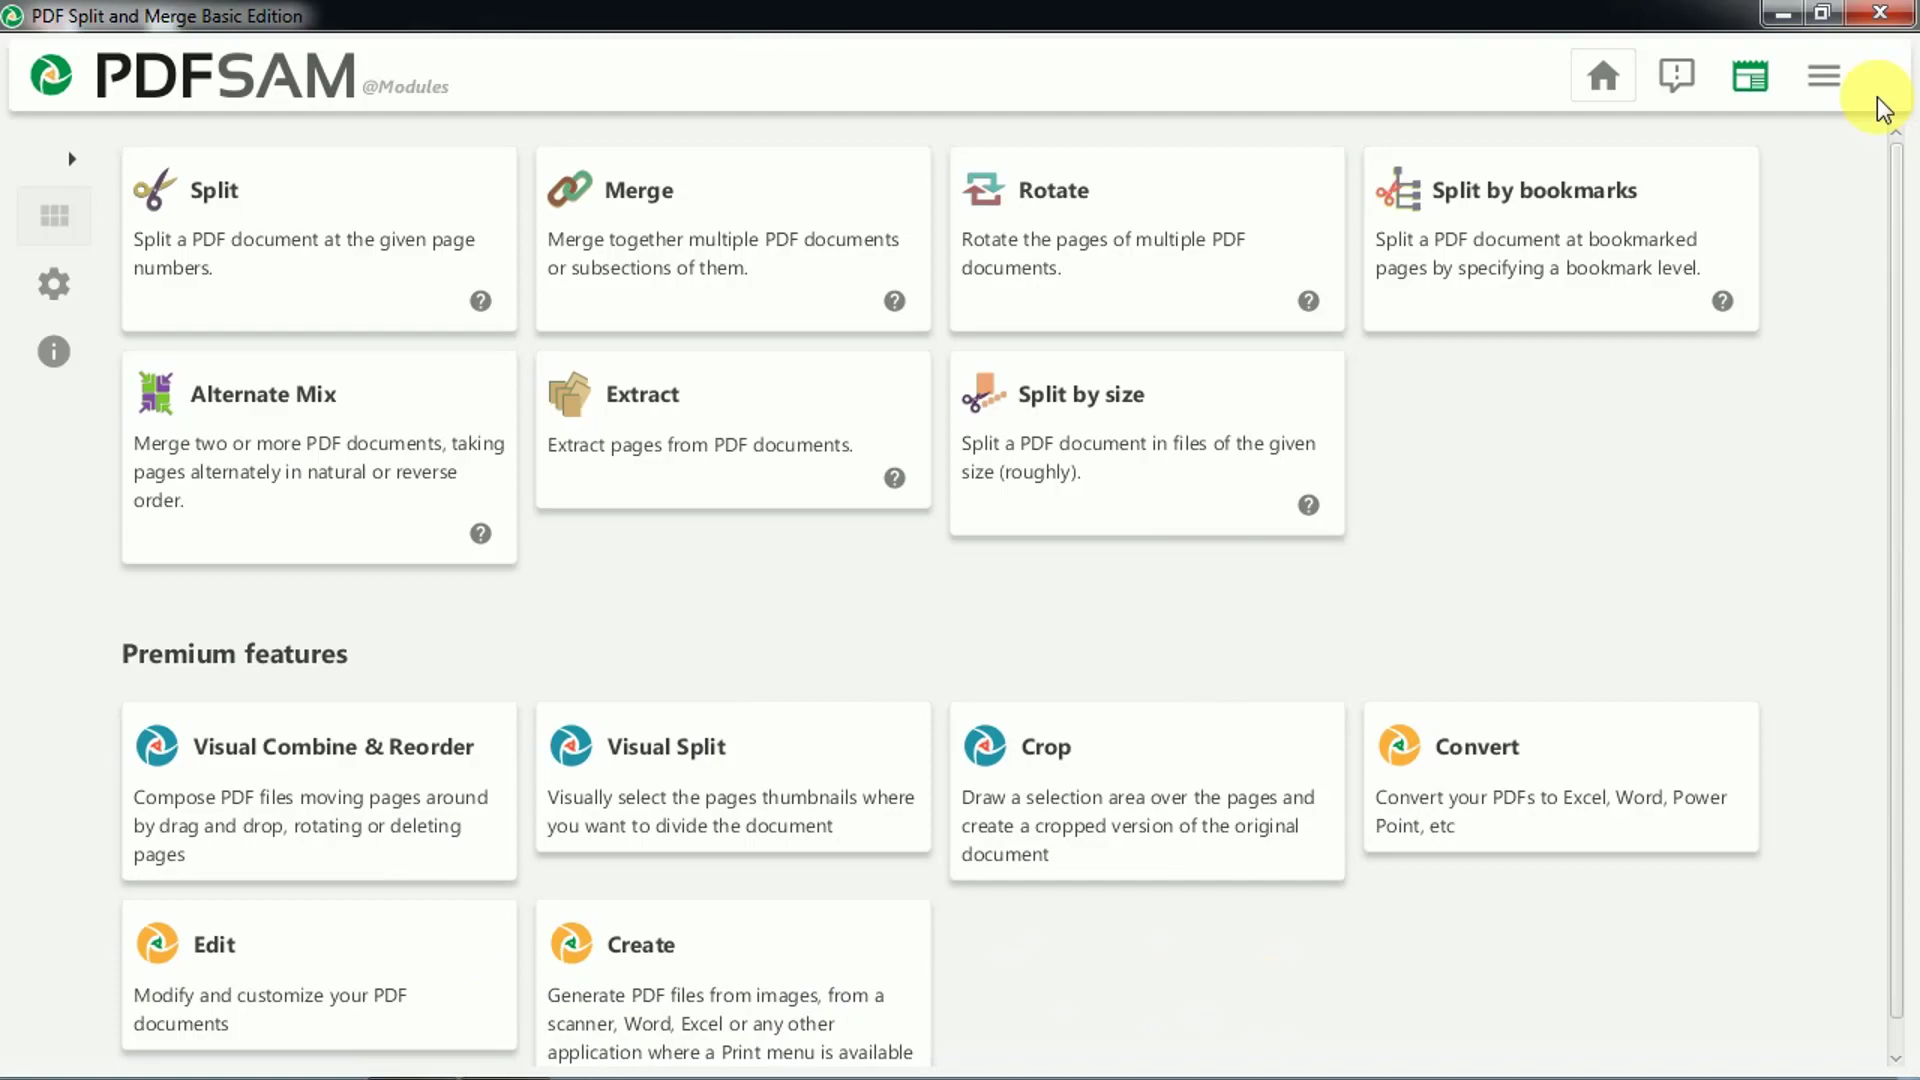 PDF Split and Merge Basic Edition
PDFSAM @Modules
Split
Split a PDF document at the given page
numbers.
Merge
Merge together multiple PDF documents
or subsections of them.
Rotate
Rotate the pages of multiple PDF
documents.
Split by bookmarks
Split a PDF document at bookmarked
pages by specifying a bookmark level.
Alternate Mix
Merge two or more PDF documents, taking
pages alternately in natural or reverse
order.
Extract
Extract pages from PDF documents.
Split by size
Split a PDF document in files of the given
size (roughly).
Premium features
Visual Combine & Reorder
Compose PDF files moving pages around
by drag and drop, rotating or deleting
pages
Visual Split
Visually select the pages thumbnails where
you want to divide the document
Crop
Draw a selection area over the pages and
create a cropped version of the original
document
Convert
Convert your PDFs to Excel, Word, Power
Point, etc
Edit
Modify and customize your PDF
documents
Create
Generate PDF files from images, from a
scanner, Word, Excel or any other
application where a Print menu is available